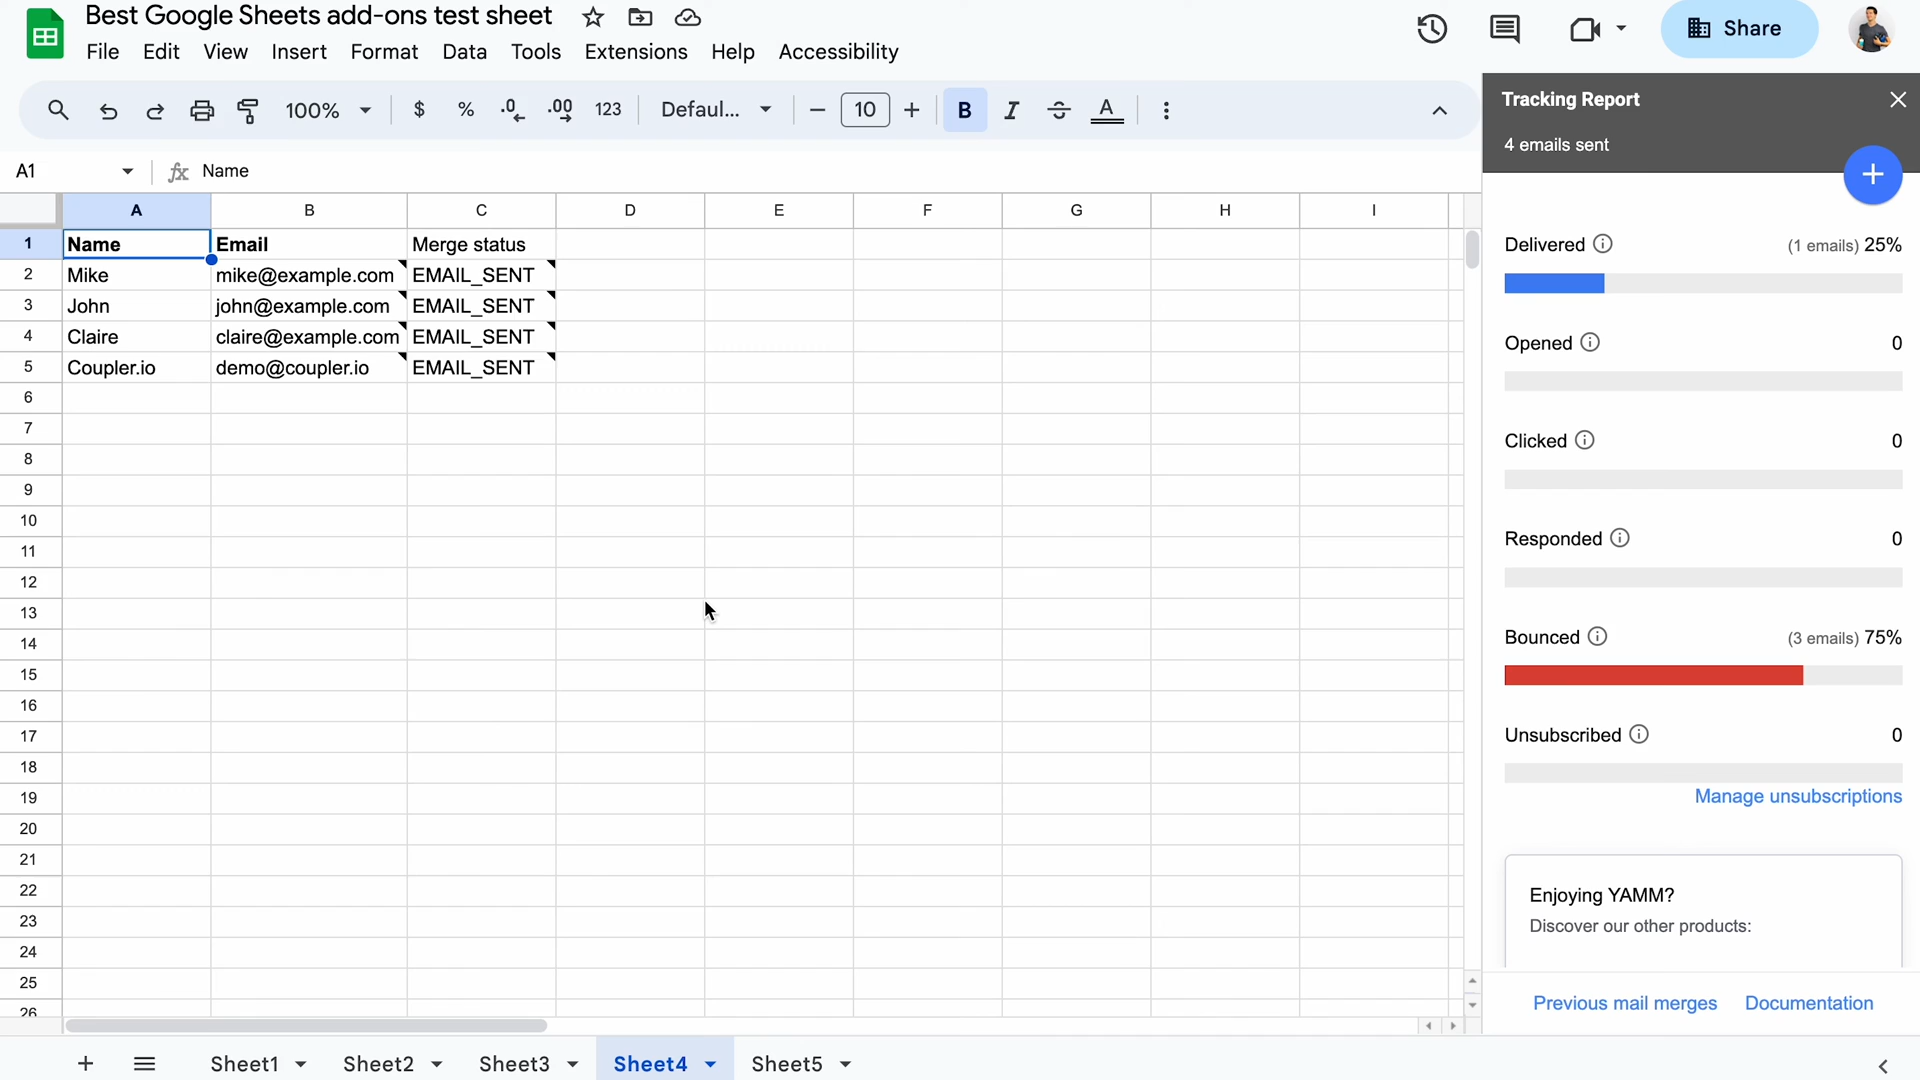 Best Google Sheets add-ons test sheet
File Edit View Insert Format Data Tools Extensions Help Accessibility
Share
100% $ % .0 .00 123 Defaul... − 10 + B I S A
A1 fx Name
A B C D E F G H I
1 Name Email Merge status
2 Mike mike@example.com EMAIL_SENT
3 John john@example.com EMAIL_SENT
4 Claire claire@example.com EMAIL_SENT
5 Coupler.io demo@coupler.io EMAIL_SENT
6
7
8
9
10
11
12
13
14
15
16
17
18
19
20
21
22
23
24
25
26
Tracking Report
4 emails sent
Delivered (1 emails) 25%
Opened 0
Clicked 0
Responded 0
Bounced (3 emails) 75%
Unsubscribed 0
Manage unsubscriptions
Enjoying YAMM?
Discover our other products:
Previous mail merges Documentation
Sheet1 Sheet2 Sheet3 Sheet4 Sheet5